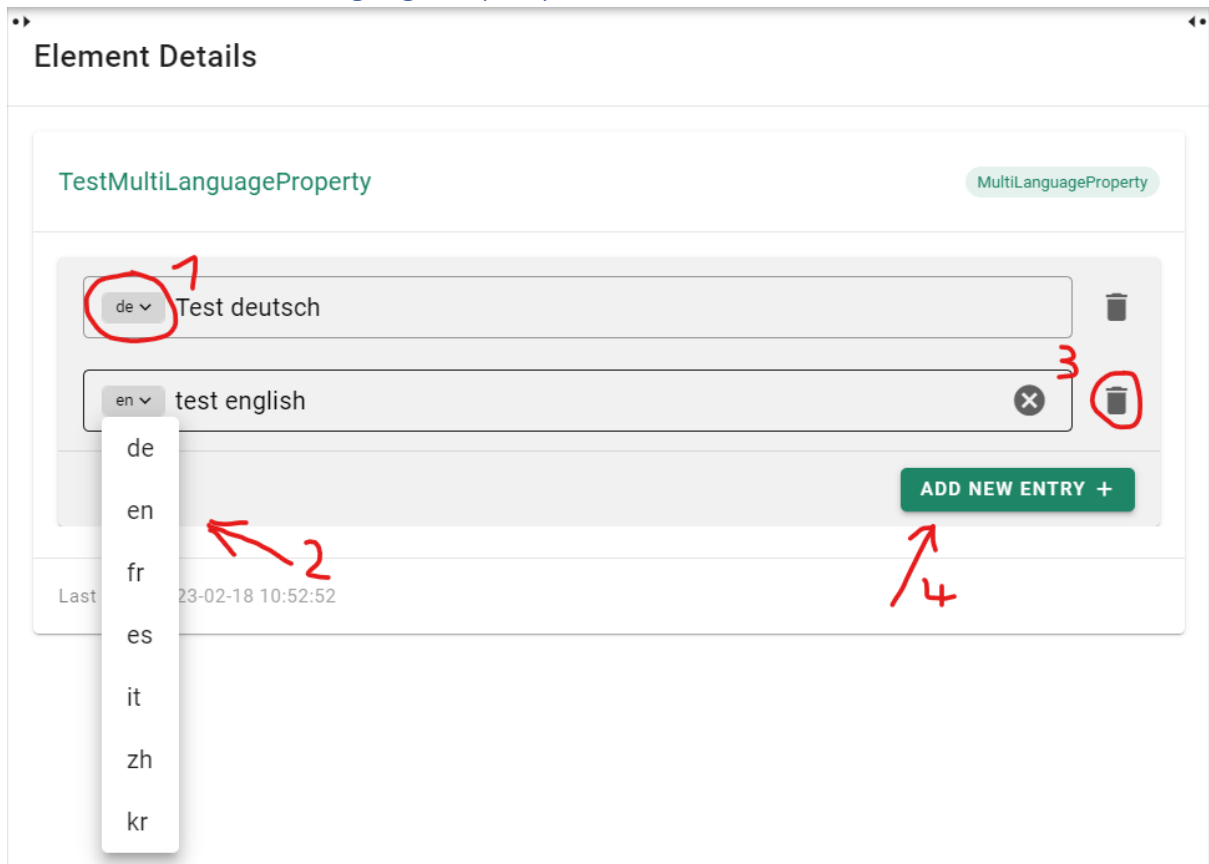 Element Details
TestMultiLanguageProperty
MultiLanguageProperty
1
de
Test deutsch
3
en
test english
de
ADD NEW ENTRY +
en
2
fr
4
Last 23-02-18 10:52:52
es
it
zh
kr